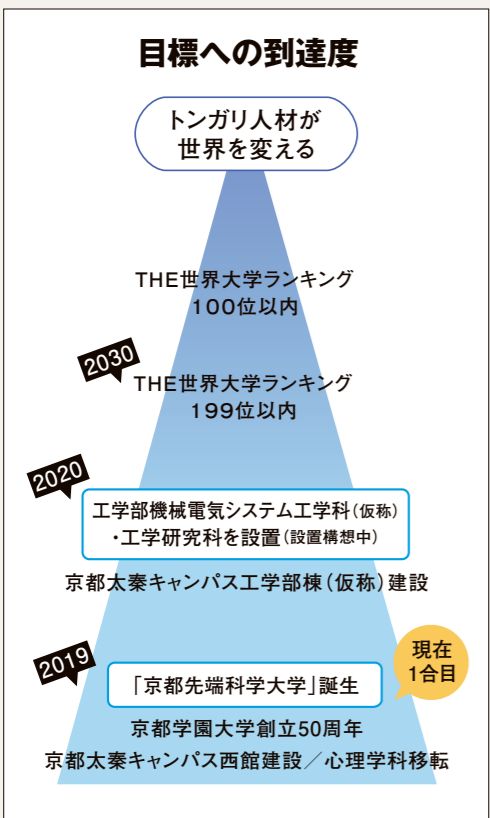 目標への到達度
トンガリ人材が
世界を変える
THE世界大学ランキング
100位以内
2030
THE世界大学ランキング
199位以内
2020
工学部機械電気システム工学科(仮称)
・工学研究科を設置(設置構想中)
京都太秦キャンパス工学部棟(仮称)建設
2019
現在
1合目
「京都先端科学大学」誕生
京都学園大学創立50周年
京都太秦キャンパス西館建設／心理学科移転